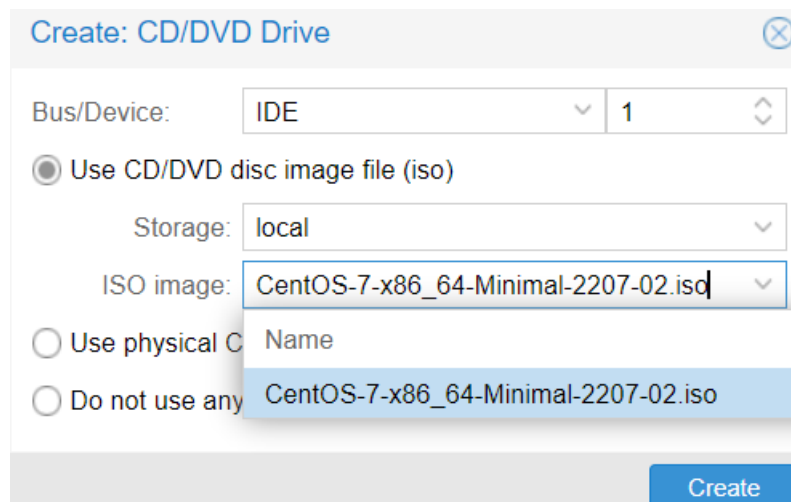 Create: CD/DVD Drive
Bus/Device: IDE 1
Use CD/DVD disc image file (iso)
Storage: local
ISO image: CentOS-7-x86_64-Minimal-2207-02.iso
Use physical C
Name
Do not use any
CentOS-7-x86_64-Minimal-2207-02.iso
Create